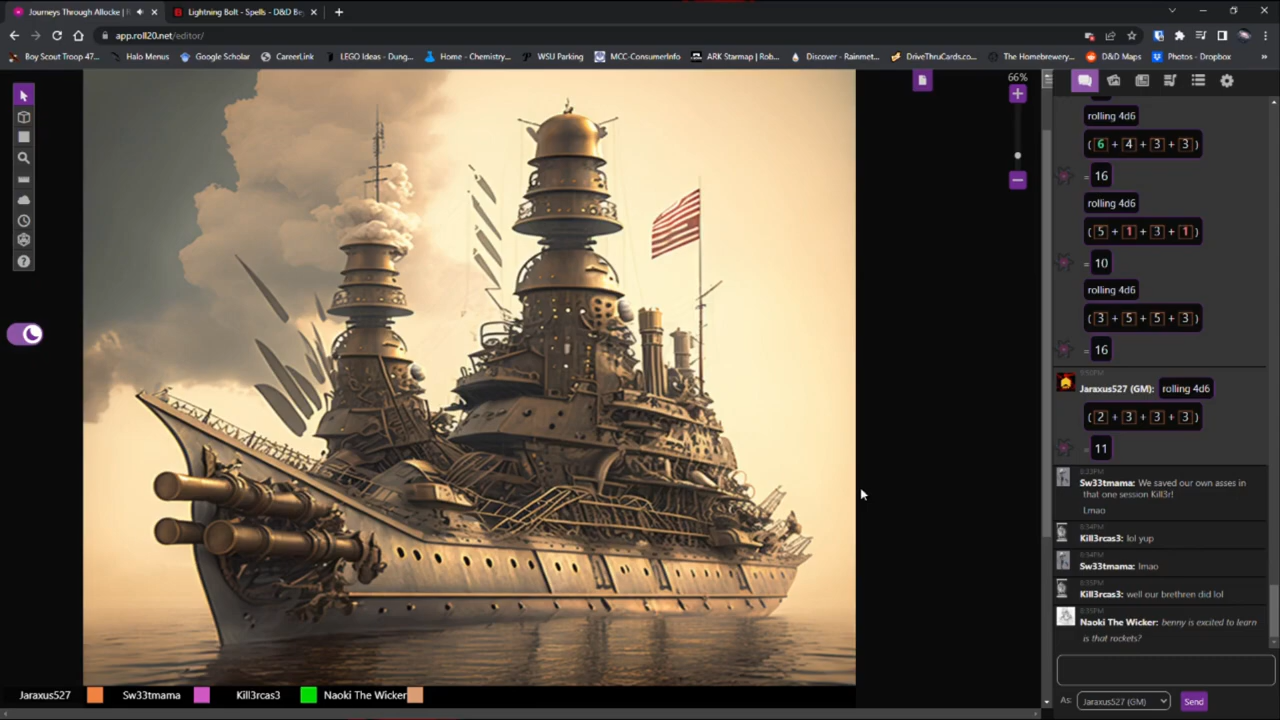 Journeys Through Allocke | R
Lightning Bolt - Spells - D&D Be
app.roll20.net/editor/
Boy Scout Troop 47...
Halo Menus
Google Scholar
CareerLink
LEGO Ideas - Dung...
Home - Chemistry...
WSU Parking
MCC-ConsumerInfo
ARK Starmap | Rob...
Discover - Rainmet...
DriveThruCards.co...
The Homebrewery...
D&D Maps
Photos - Dropbox
66%
rolling 4d6
(6+4+3+3)
=16
rolling 4d6
(5+1+3+1)
=10
rolling 4d6
(3+5+5+3)
=16
Jaraxus527 (GM): rolling 4d6
(2+3+3+3)
=11
Sw33tmama: We saved our own asses in
that one session Kill3r!
Lmao
Kill3rcas3: lol yup
Sw33tmama: lmao
Kill3rcas3: well our brethren did lol
Naoki The Wicker: benny is excited to learn
is that rockets?
Jaraxus527
Sw33tmama
Kill3rcas3
Naoki The Wicker
As:
Jaraxus527 (GM)
Send